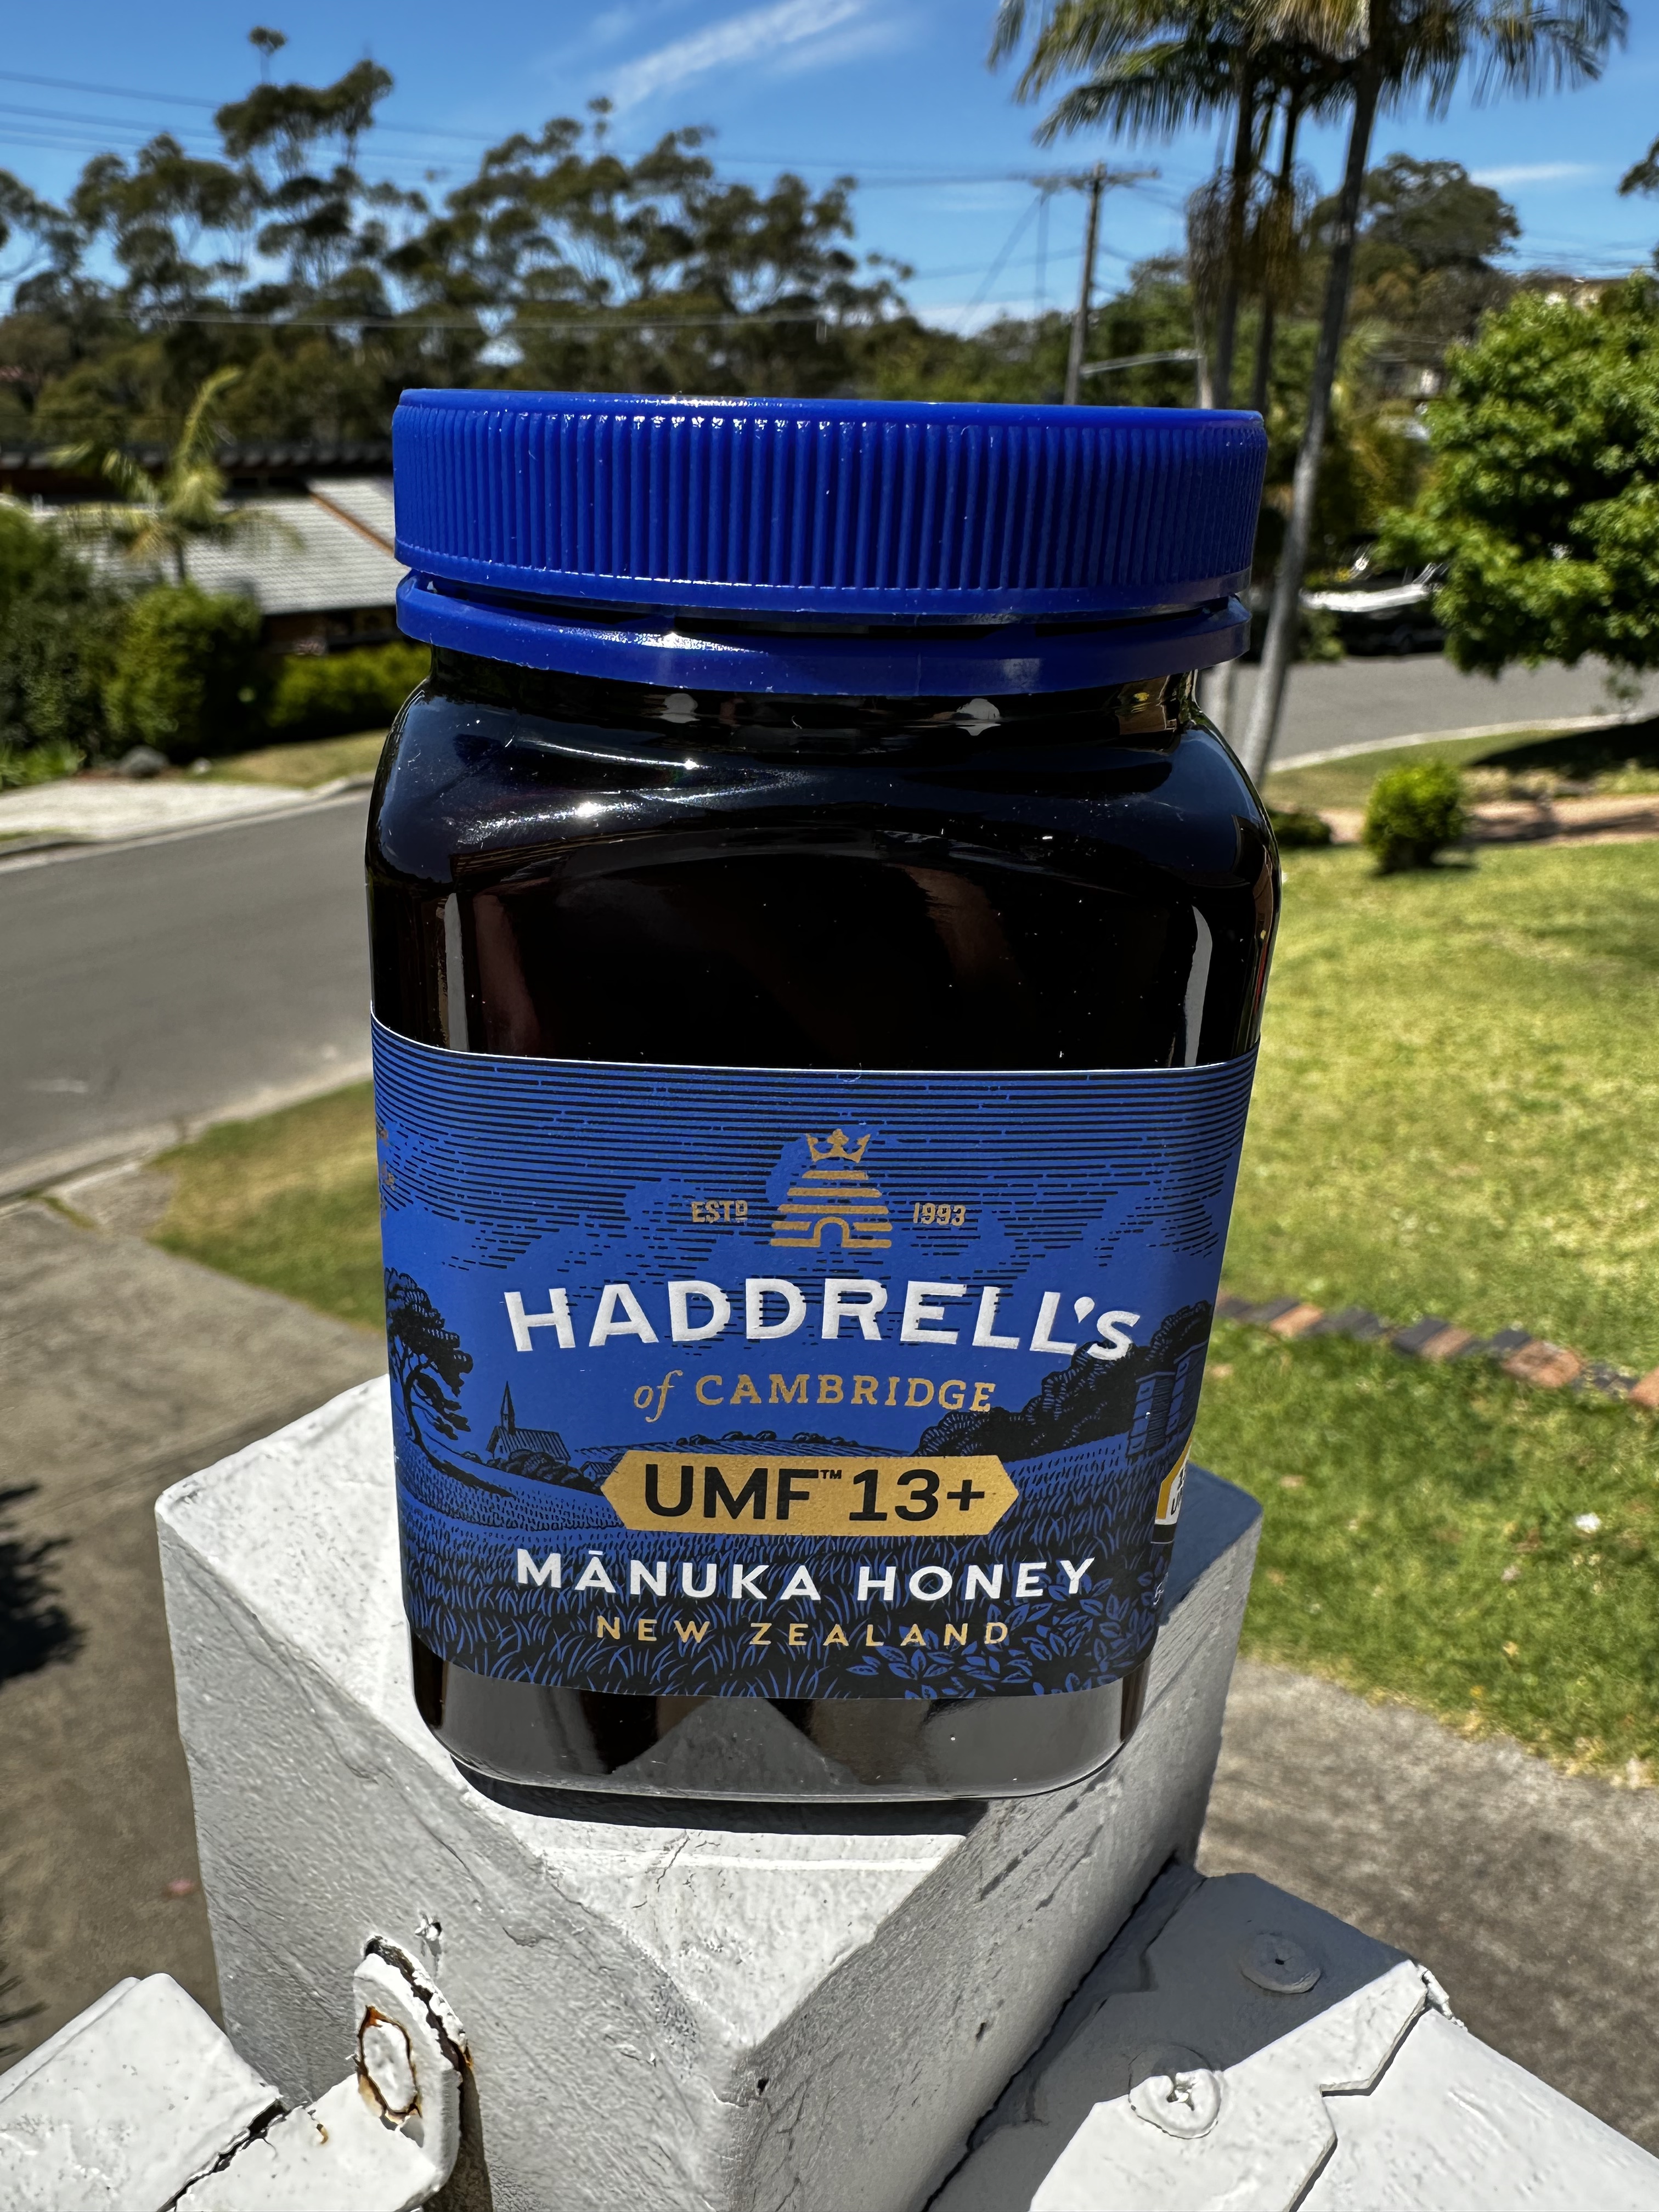 ESTD 1993
HADDRELL'S
of CAMBRIDGE
UMF™ 13+
MĀNUKA HONEY
NEW ZEALAND